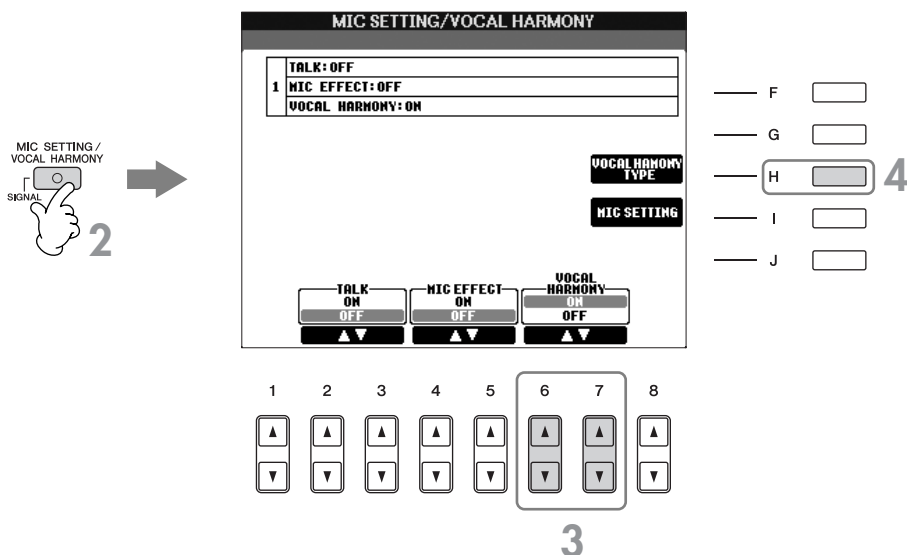 MIC SETTING/VOCAL HARMONY
TALK:OFF
1 MIC EFFECT:OFF
VOCAL HARMONY:ON
MIC SETTING /
VOCAL HARMONY
SIGNAL
2
VOCAL HAMONY
TYPE
MIC SETTING
F
G
H
I
J
4
TALK
ON
OFF
MIC EFFECT
ON
OFF
VOCAL
HARMONY
ON
OFF
1 2 3 4 5 6 7 8
3